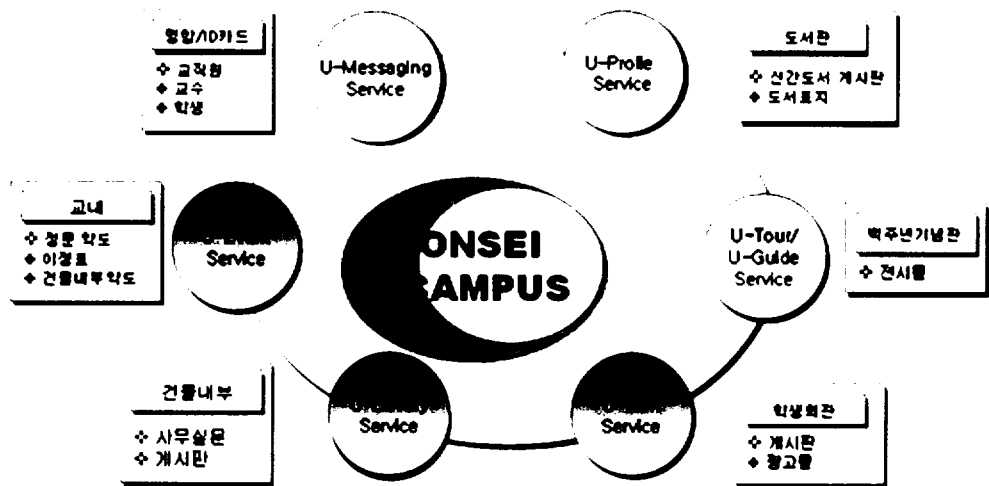 명함/ID카드
교직원
교수
학생
U-Messaging
Service
U-Profile
Service
도서관
신간도서 게시판
도서표지
교내
정문 약도
이정표
건물내부약도
Service
ONSEI
CAMPUS
U-Tour/
U-Guide
Service
백주년기념관
전시물
건물내부
사무실문
게시판
Service
Service
학생회관
게시판
광고물